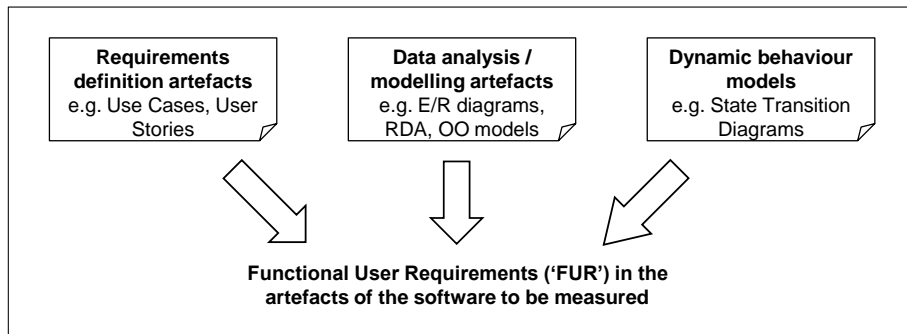 Requirements
definition artefacts
e.g. Use Cases, User
Stories
Data analysis /
modelling artefacts
e.g. E/R diagrams,
RDA, OO models
Dynamic behaviour
models
e.g. State Transition
Diagrams
Functional User Requirements (‘FUR’) in the
artefacts of the software to be measured